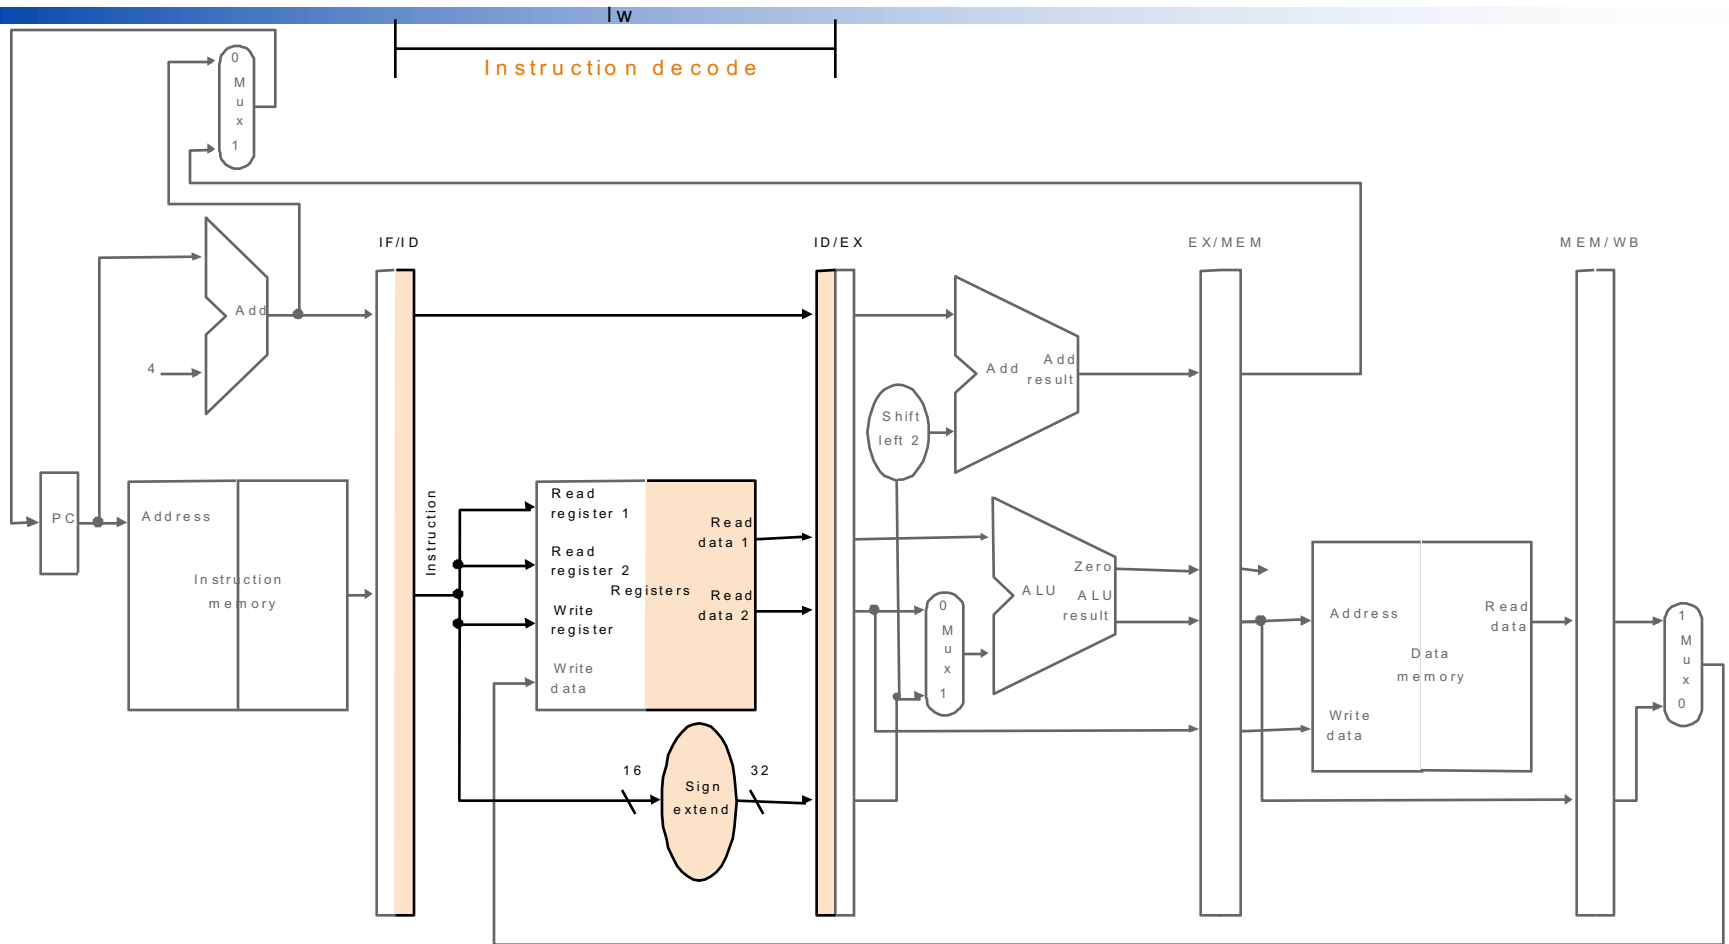 lw
Instruction decode
0
M
u
x
1
IF/ID
ID/EX
EX/MEM
MEM/WB
Add
4
Add
Add
result
Shift
left 2
PC
Address
Instruction
memory
Instruction
Read
register 1
Read
register 2
Write
register
Write
data
Registers
Read
data 1
Read
data 2
16
Sign
extend
32
0
M
u
x
1
ALU
Zero
ALU
result
Address
Data
memory
Write
data
Read
data
1
M
u
x
0